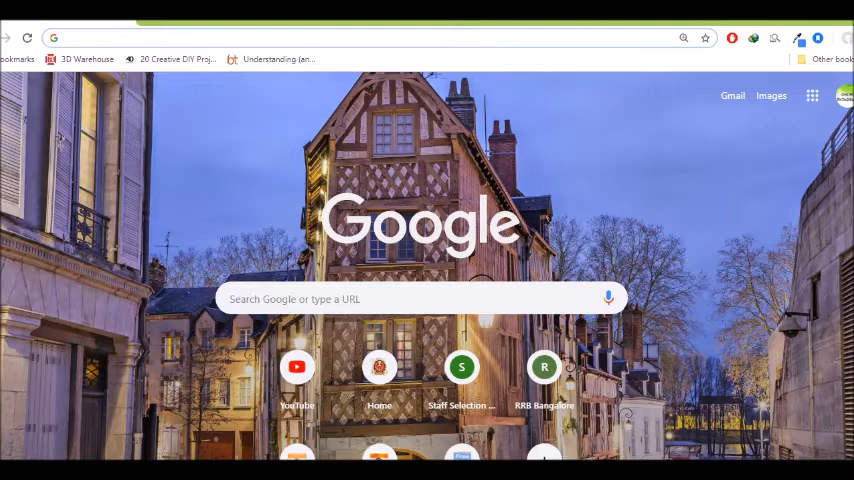 ookmarks
3D Warehouse
20 Creative DIY Proj...
bt
Understanding (an...
Other book
Gmail
Images
Google
Search Google or type a URL
S
R
YouTube
Home
Staff Selection ...
RRB Bangalore